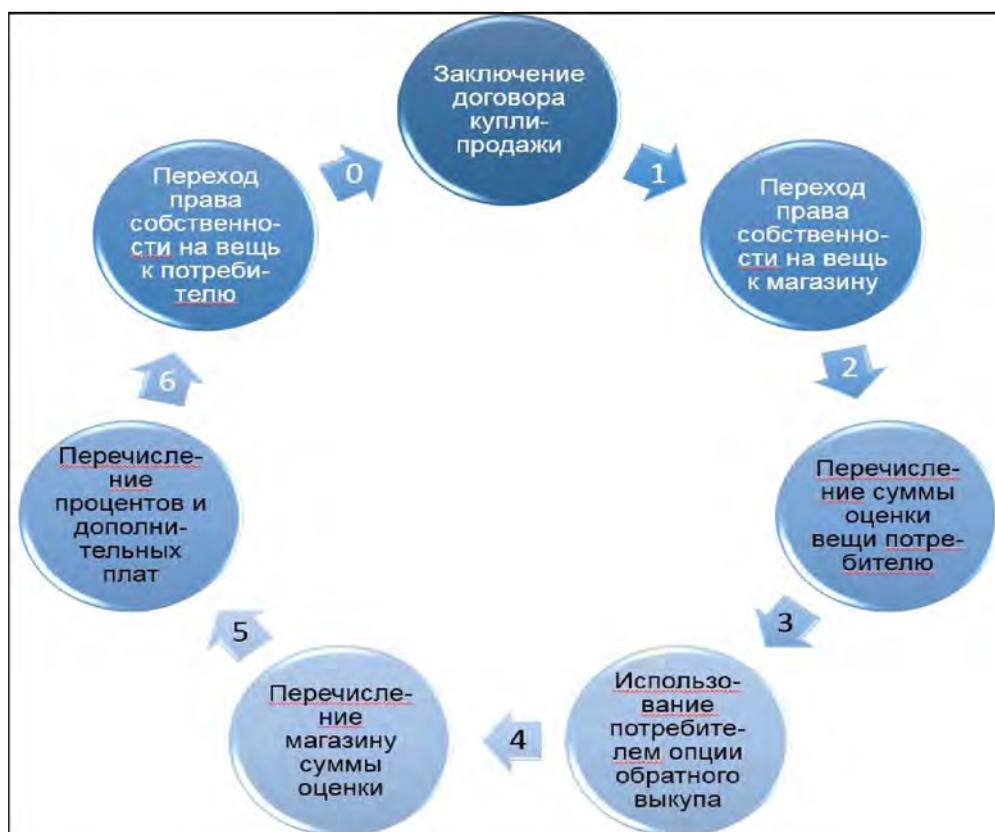 Заключение
договора
купли-
продажи
1
Переход
права
собственно-
сти на вещь
к магазину
2
Перечисле-
ние суммы
оценки
вещи потре-
бителю
3
Использо-
вание
потребите-
лем опции
обратного
выкупа
4
Перечисле-
ние
магазину
суммы
оценки
5
Перечисле-
ние
процентов и
дополни-
тельных
плат
6
Переход
права
собственно-
сти на вещь
к потреби-
телю
0